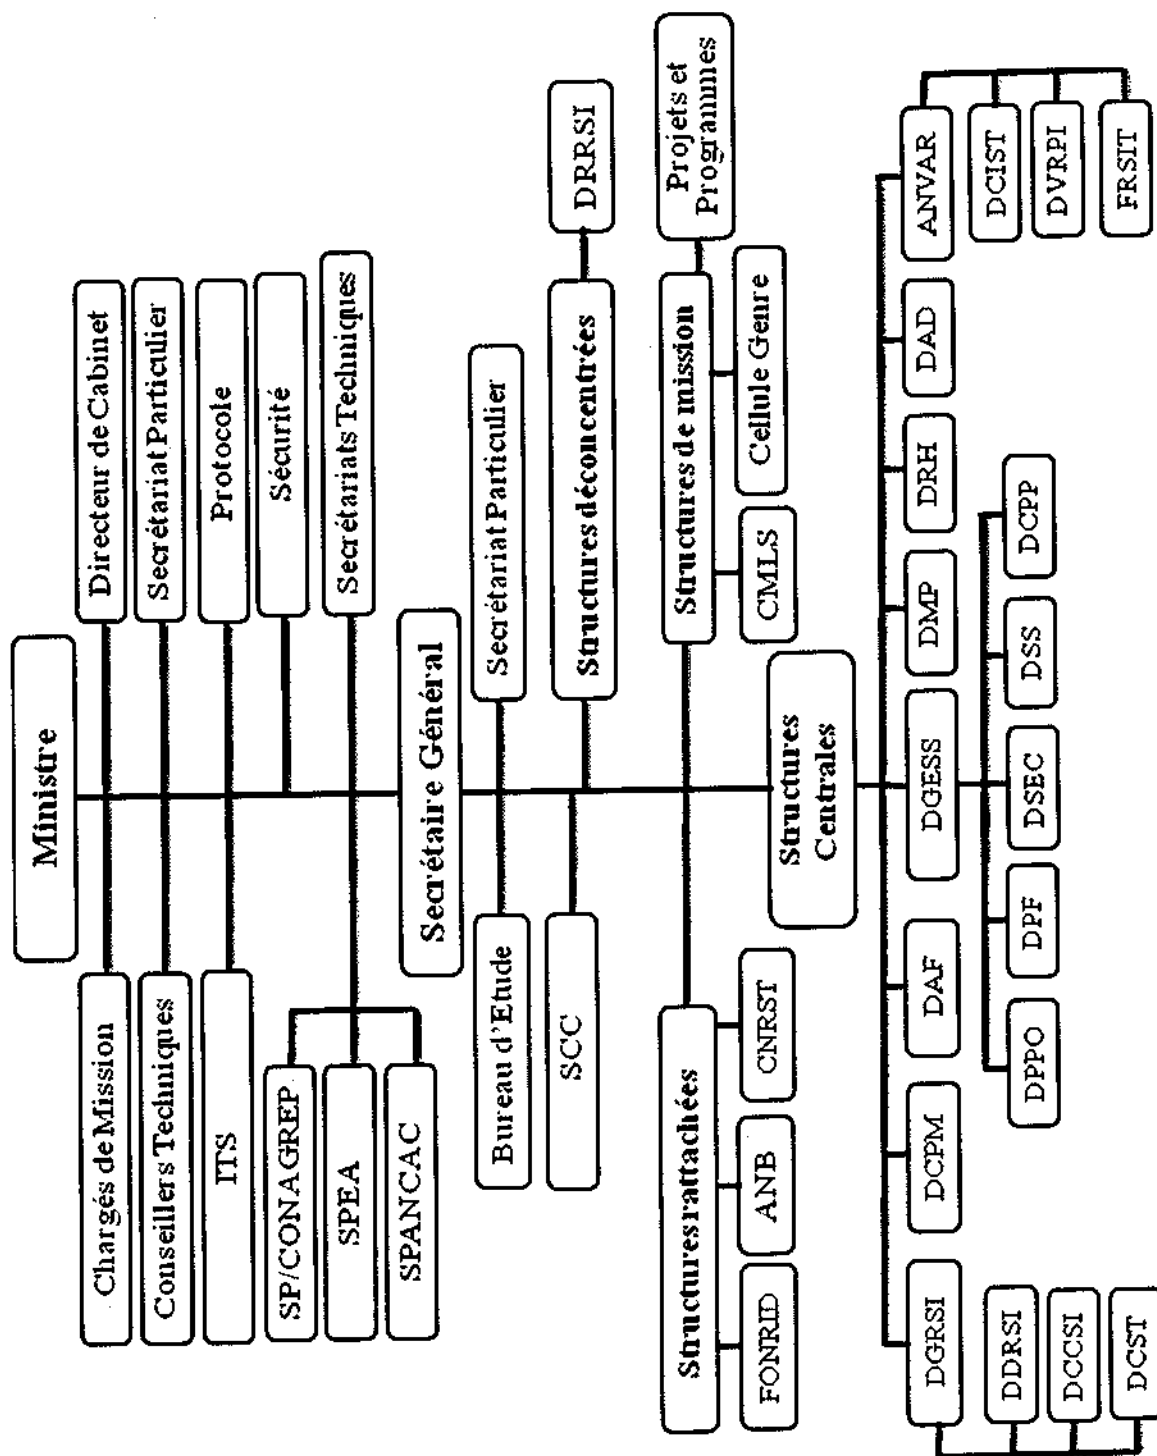 Ministre
Chargés de Mission
Directeur de Cabinet
Conseillers Techniques
Secrétariat Particulier
ITS
Protocole
Sécurité
SP/CONAGREP
SPEA
SPANCAC
Secrétariats Techniques
Secrétaire Général
Bureau d'Etude
Secrétariat Particulier
SCC
Structures déconcentrées
DRRSI
Structures rattachées
Structures de mission
Projets et
Programmes
FONRID
ANB
CNRST
CMLS
Cellule Genre
Structures
Centrales
DGRSI
DCPM
DAF
DGESS
DMP
DRH
DAD
ANVAR
DDRSI
DCCSI
DCST
DPPO
DPF
DSEC
DSS
DCPP
DCIST
DVRPI
FRSIT